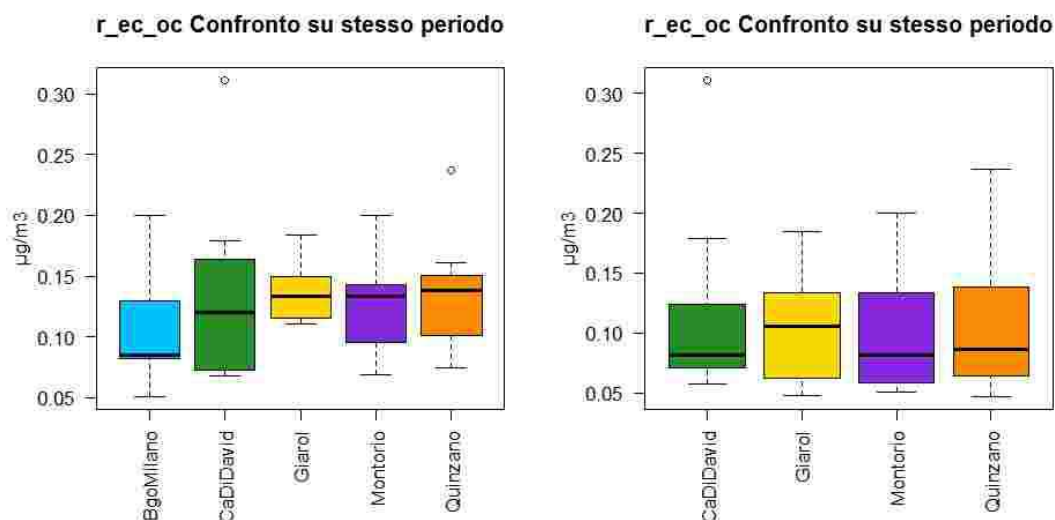 r_ec_oc Confronto su stesso periodo
µg/m3
0.30
0.25
0.20
0.15
0.10
0.05
BgoMilano
CaDiDavid
Giarol
Montorio
Quinzano
r_ec_oc Confronto su stesso periodo
µg/m3
0.30
0.25
0.20
0.15
0.10
0.05
CaDiDavid
Giarol
Montorio
Quinzano